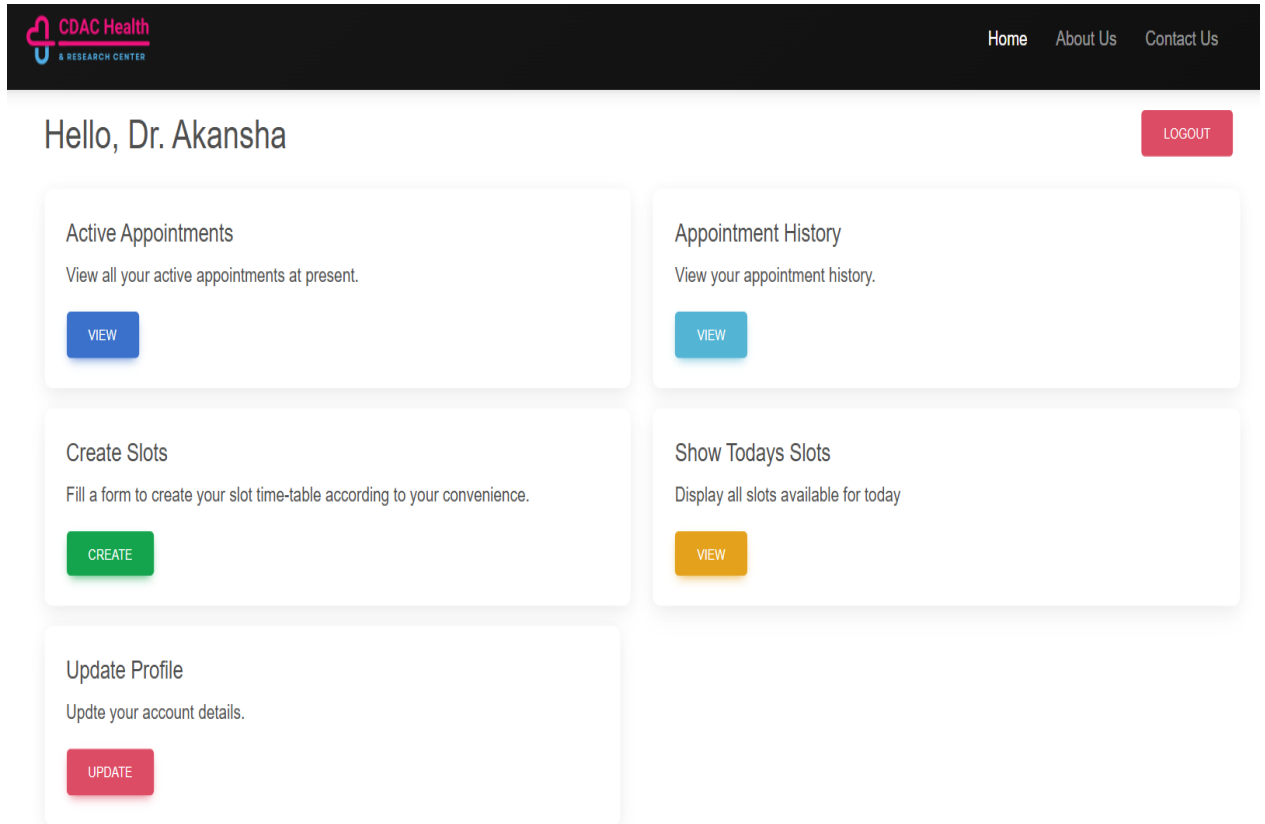 CDAC Health
& RESEARCH CENTER
Home About Us Contact Us
Hello, Dr. Akansha
LOGOUT
Active Appointments
View all your active appointments at present.
VIEW
Appointment History
View your appointment history.
VIEW
Create Slots
Fill a form to create your slot time-table according to your convenience.
CREATE
Show Todays Slots
Display all slots available for today
VIEW
Update Profile
Updte your account details.
UPDATE